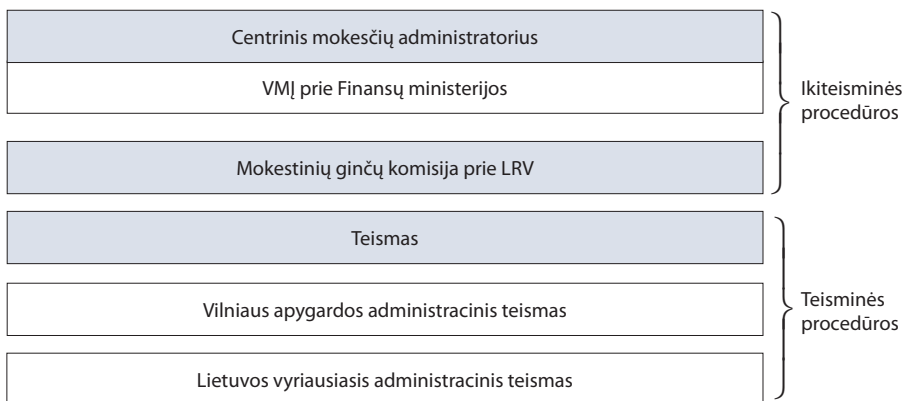 Centrinis mokesčių administratorius
VMĮ prie Finansų ministerijos
Ikiteisminės
procedūros
Mokestinių ginčų komisija prie LRV
Teismas
Vilniaus apygardos administracinis teismas
Teisminės
procedūros
Lietuvos vyriausiasis administracinis teismas